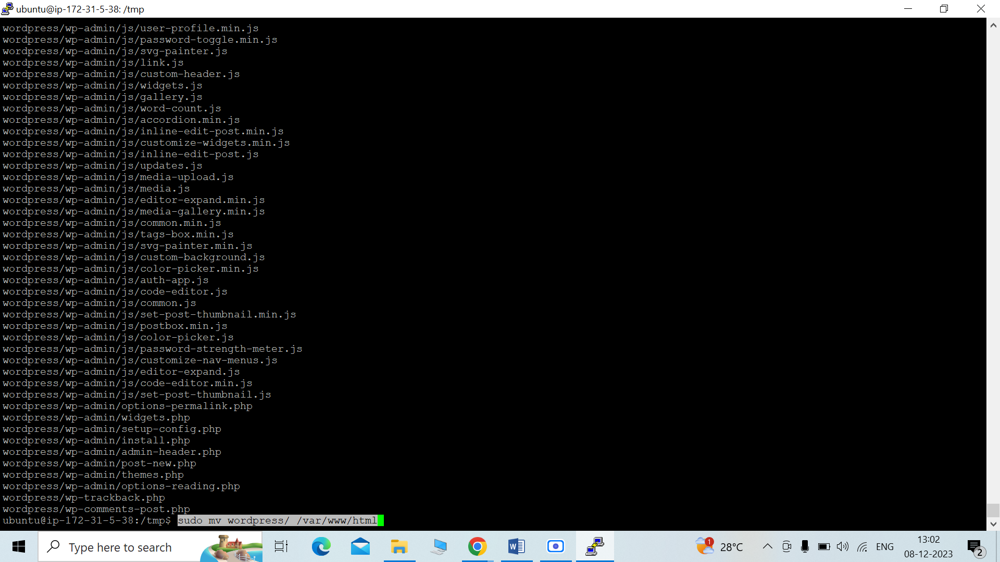 ubuntu@ip-172-31-5-38: /tmp
wordpress/wp-admin/js/user-profile.min.js
wordpress/wp-admin/js/password-toggle.min.js
wordpress/wp-admin/js/svg-painter.js
wordpress/wp-admin/js/link.js
wordpress/wp-admin/js/custom-header.js
wordpress/wp-admin/js/widgets.js
wordpress/wp-admin/js/gallery.js
wordpress/wp-admin/js/word-count.js
wordpress/wp-admin/js/accordion.min.js
wordpress/wp-admin/js/inline-edit-post.min.js
wordpress/wp-admin/js/customize-widgets.min.js
wordpress/wp-admin/js/inline-edit-post.js
wordpress/wp-admin/js/updates.js
wordpress/wp-admin/js/media-upload.js
wordpress/wp-admin/js/media.js
wordpress/wp-admin/js/editor-expand.min.js
wordpress/wp-admin/js/media-gallery.min.js
wordpress/wp-admin/js/common.min.js
wordpress/wp-admin/js/tags-box.min.js
wordpress/wp-admin/js/svg-painter.min.js
wordpress/wp-admin/js/custom-background.js
wordpress/wp-admin/js/color-picker.min.js
wordpress/wp-admin/js/auth-app.js
wordpress/wp-admin/js/code-editor.js
wordpress/wp-admin/js/common.js
wordpress/wp-admin/js/set-post-thumbnail.min.js
wordpress/wp-admin/js/postbox.min.js
wordpress/wp-admin/js/color-picker.js
wordpress/wp-admin/js/password-strength-meter.js
wordpress/wp-admin/js/customize-nav-menus.js
wordpress/wp-admin/js/editor-expand.js
wordpress/wp-admin/js/code-editor.min.js
wordpress/wp-admin/js/set-post-thumbnail.js
wordpress/wp-admin/options-permalink.php
wordpress/wp-admin/widgets.php
wordpress/wp-admin/setup-config.php
wordpress/wp-admin/install.php
wordpress/wp-admin/admin-header.php
wordpress/wp-admin/post-new.php
wordpress/wp-admin/themes.php
wordpress/wp-admin/options-reading.php
wordpress/wp-trackback.php
wordpress/wp-comments-post.php
ubuntu@ip-172-31-5-38:/tmp$ sudo mv wordpress/ /var/www/html
Type here to search
W
1
28°C
ENG
13:02
08-12-2023
2